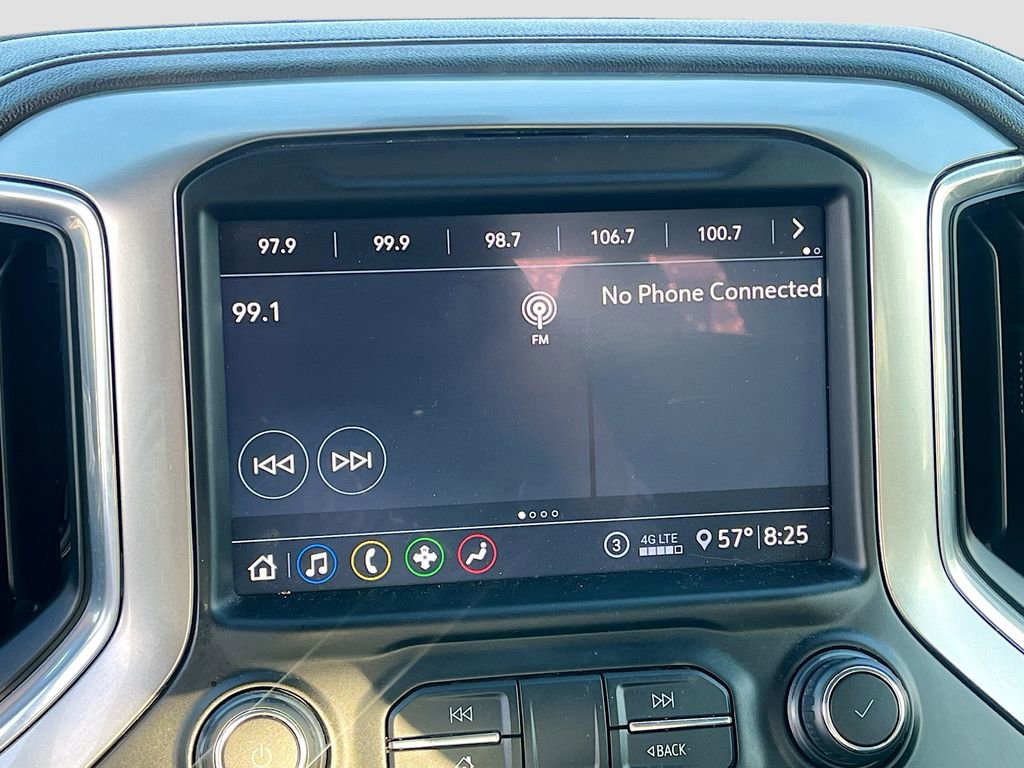 97.9 99.9 98.7 106.7 100.7
99.1
FM
No Phone Connected
3 4G LTE 57° 8:25
BACK